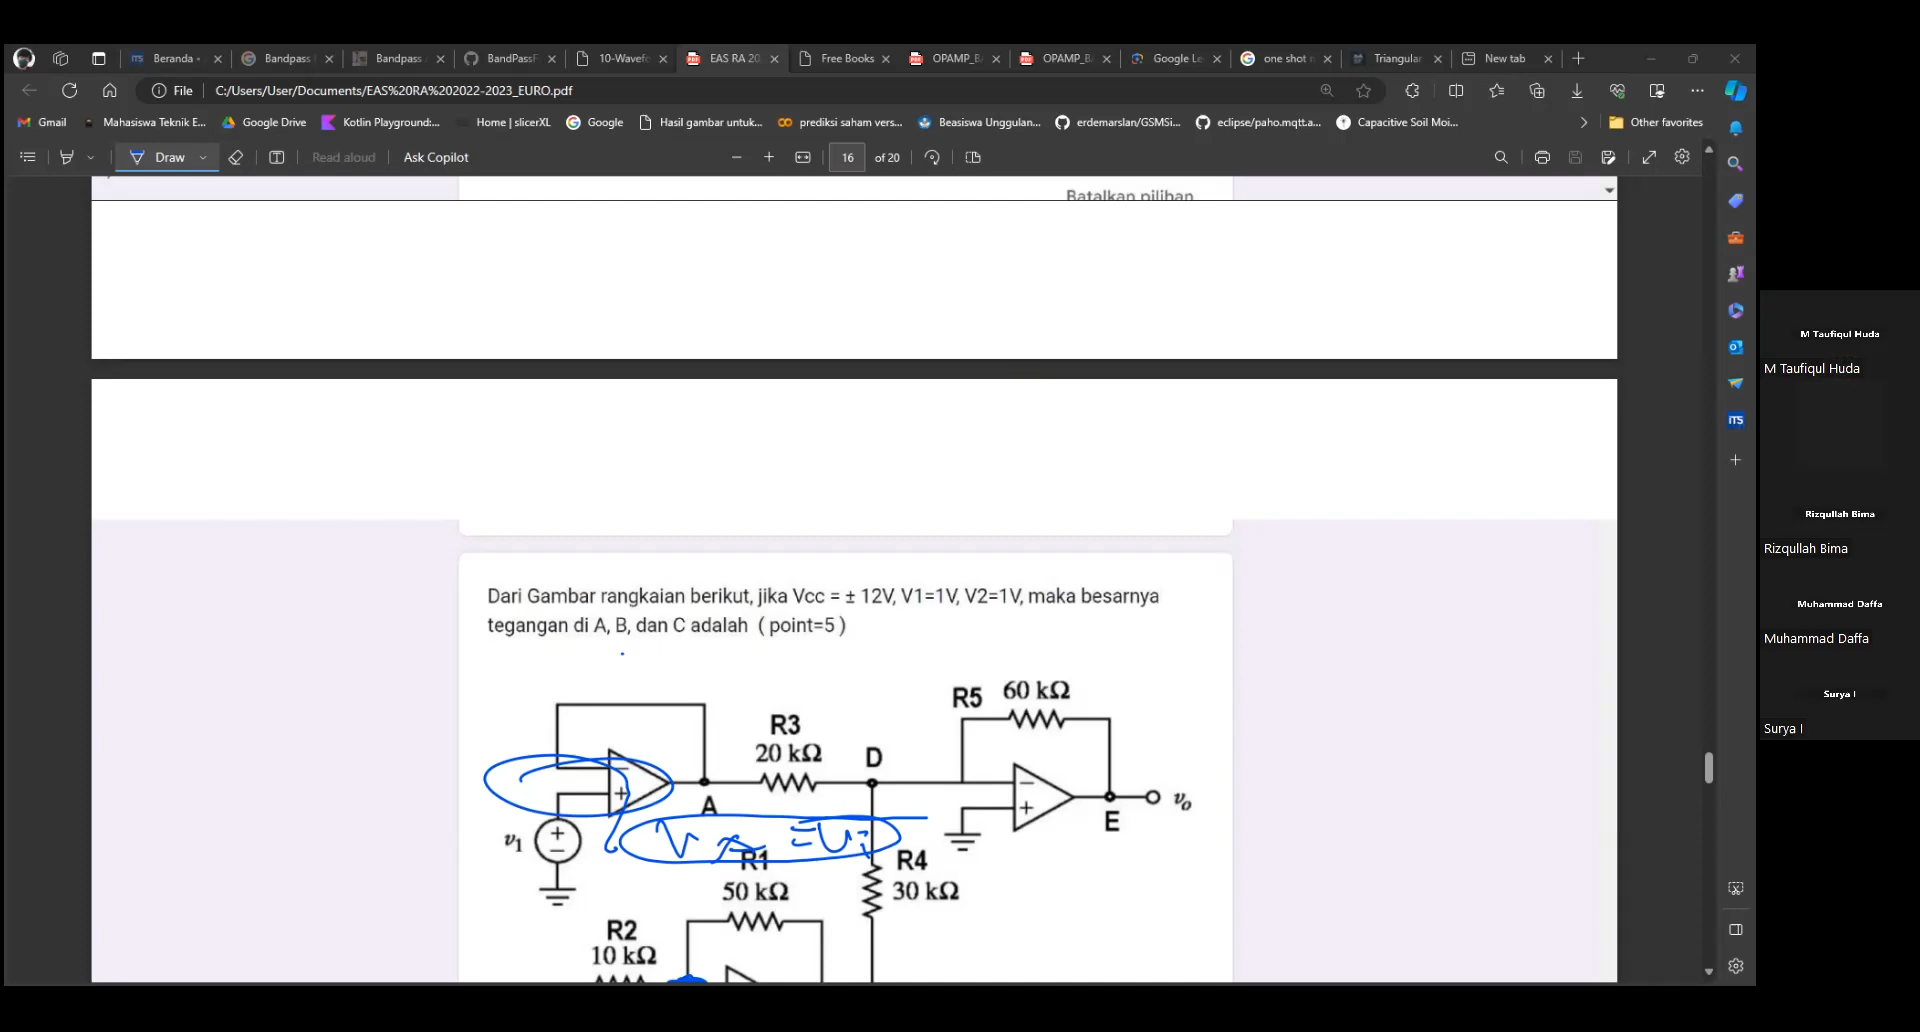 Beranda
Bandpass
Bandpass
BandPassF
10-Wavefo
EAS RA 20
Free Books
OPAMP_B
OPAMP_B
Google Le
one shot
Triangular
New tab
File
C:/Users/User/Documents/EAS%20RA%202022-2023_EURO.pdf
Gmail
Mahasiswa Teknik E...
Google Drive
Kotlin Playground:...
Home | slicerXL
Google
Hasil gambar untuk...
prediksi saham vers...
Beasiswa Unggulan...
erdemarslan/GSMSi...
eclipse/paho.mqtt.a...
Capacitive Soil Moi...
Other favorites
Draw
Read aloud
Ask Copilot
16
of 20
Batalkan pilihan
Dari Gambar rangkaian berikut, jika Vcc = ± 12V, V1=1V, V2=1V, maka besarnya
tegangan di A, B, dan C adalah ( point=5 )
R5 60 kΩ
R3
20 kΩ
D
A
v1
vo
E
R1
50 kΩ
R4
30 kΩ
R2
10 kΩ
M Taufiqul Huda
M Taufiqul Huda
Rizqullah Bima
Rizqullah Bima
Muhammad Daffa
Muhammad Daffa
Surya I
Surya I
ITS